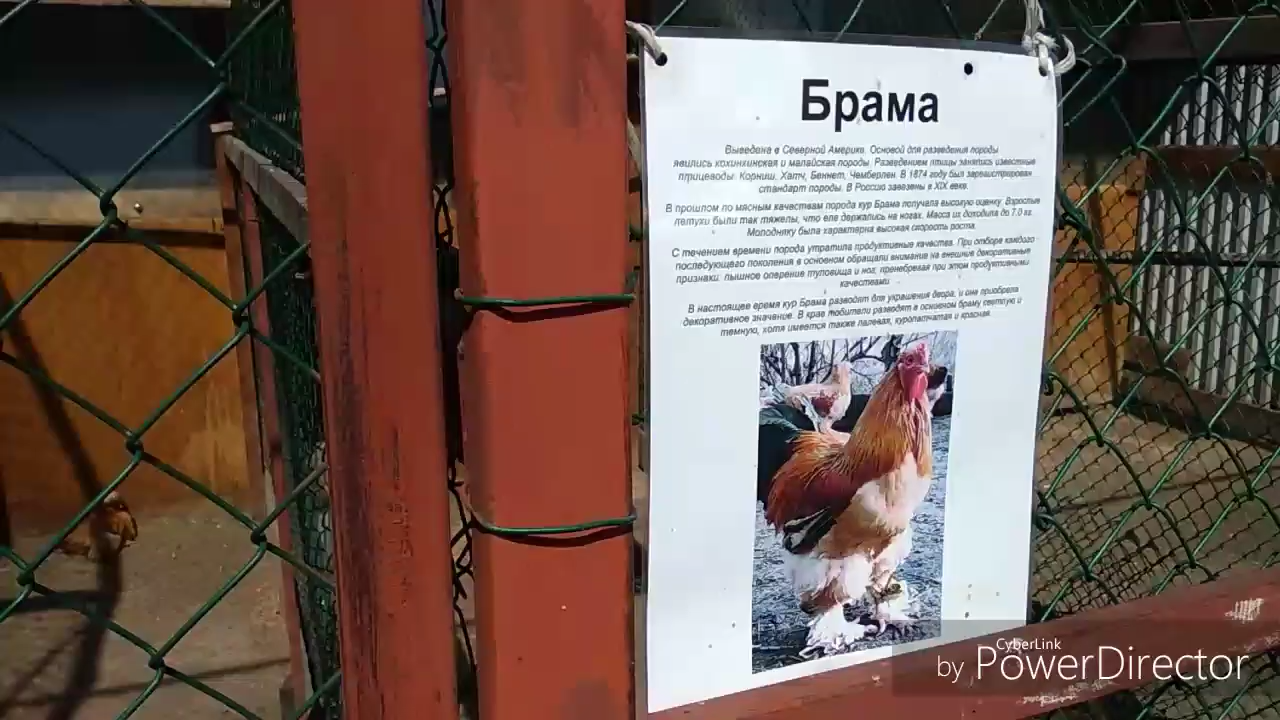 Брама
Выведена в Северной Америке. Основой для разведения породы
явились кохинхинская и малайская породы. Разведением птицы занялись известные
птицеводы: Корниш, Хатч, Беннет, Чемберлен. В 1874 году был зарегистрирован
стандарт породы. В Россию завезены в XIX веке.
В прошлом по мясным качествам порода кур Брама получала высокую оценку. Взрослые
петухи были так тяжелы, что еле держались на ногах. Масса их доходила до 7,0 кг.
Молодняку была характерна высокая скорость роста.
С течением времени порода утратила продуктивные качества. При отборе каждого
последующего поколения в основном обращали внимание на внешние декоративные
признаки: пышное оперение туловища и ног, пренебрегая при этом продуктивными
качествами.
В настоящее время кур Брама разводят для украшения двора, и она приобрела
декоративное значение. В крае любители разводят в основном браму светлую и
темную, хотя имеется также палевая, куропатчатая и красная.
CyberLink
by PowerDirector